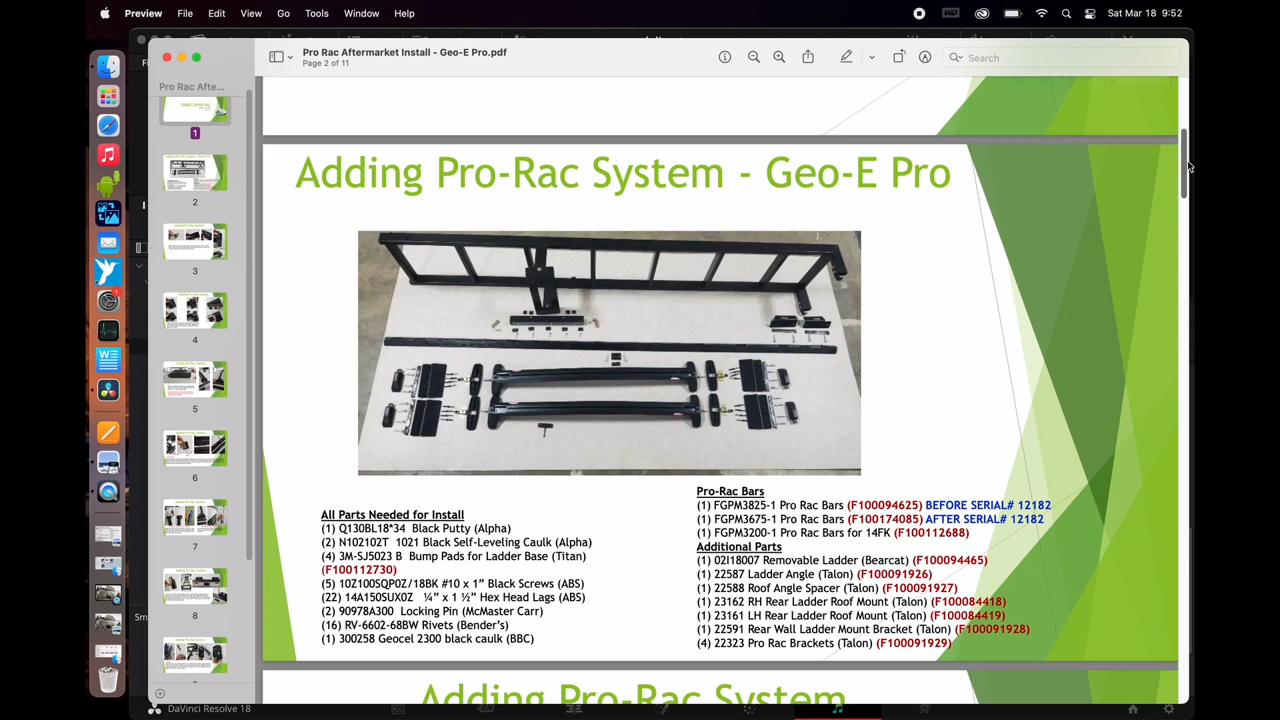 Preview File Edit View Go Tools Window Help
Sat Mar 18 9:52
Pro Rac Aftermarket Install - Geo-E Pro.pdf
Page 2 of 11
Search
Pro Rac Afte...
1
2
3
4
5
6
7
8
Adding Pro-Rac System - Geo-E Pro
All Parts Needed for Install
(1) Q130BL18*34 Black Putty (Alpha)
(2) N102102T 1021 Black Self-Leveling Caulk (Alpha)
(4) 3M-SJ5023 B Bump Pads for Ladder Base (Titan)
(F100112730)
(5) 10Z100SQP0Z/18BK #10 x 1” Black Screws (ABS)
(22) 14A150SUX0Z ¼” x 1 ½” Hex Head Lags (ABS)
(2) 90978A300 Locking Pin (McMaster Carr)
(16) RV-6602-68BW Rivets (Bender’s)
(1) 300258 Geocel 2300 black caulk (BBC)
Pro-Rac Bars
(1) FGPM3825-1 Pro Rac Bars (F100094625) BEFORE SERIAL# 12182
(1) FGPM3675-1 Pro Rac Bars (F100174085) AFTER SERIAL# 12182
(1) FGPM3200-1 Pro Rac Bars for 14FK (F100112688)
Additional Parts
(1) 02I18007 Removable Ladder (Bearcat) (F100094465)
(1) 22587 Ladder Angle (Talon) (F100091926)
(1) 22588 Roof Angle Spacer (Talon) (F100091927)
(1) 23162 RH Rear Ladder Roof Mount (Talon) (F100084418)
(1) 23161 LH Rear Ladder Roof Mount (Talon) (F100084419)
(1) 22591 Rear Wall Ladder Mount Bracket (Talon) (F100091928)
(4) 22323 Pro Rac Brackets (Talon) (F100091929)
Adding Pro-Rac System
DaVinci Resolve 18